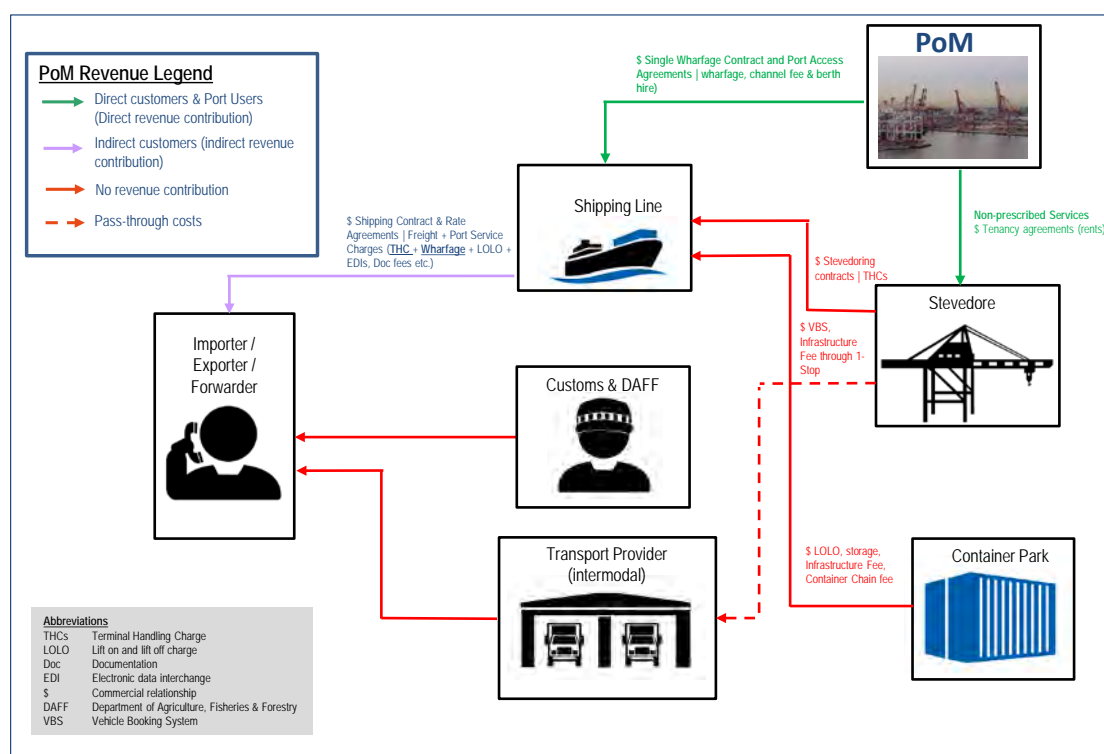 PoM
PoM Revenue Legend
Direct customers & Port Users
(Direct revenue contribution)
Indirect customers (indirect revenue
contribution)
No revenue contribution
Pass-through costs
$ Single Wharfage Contract and Port Access
Agreements | wharfage, channel fee & berth
hire)
Shipping Line
$ Shipping Contract & Rate
Agreements | Freight + Port Service
Charges (THC + Wharfage + LOLO +
EDIs, Doc fees etc.)
Non-prescribed Services
$ Tenancy agreements (rents)
$ Stevedoring
contracts | THCs
Stevedore
$ VBS,
Infrastructure
Fee through 1-
Stop
Importer /
Exporter /
Forwarder
Customs & DAFF
Transport Provider
(intermodal)
$ LOLO, storage,
Infrastructure Fee,
Container Chain fee
Container Park
Abbreviations
THCs Terminal Handling Charge
LOLO Lift on and lift off charge
Doc Documentation
EDI Electronic data interchange
$ Commercial relationship
DAFF Department of Agriculture, Fisheries & Forestry
VBS Vehicle Booking System